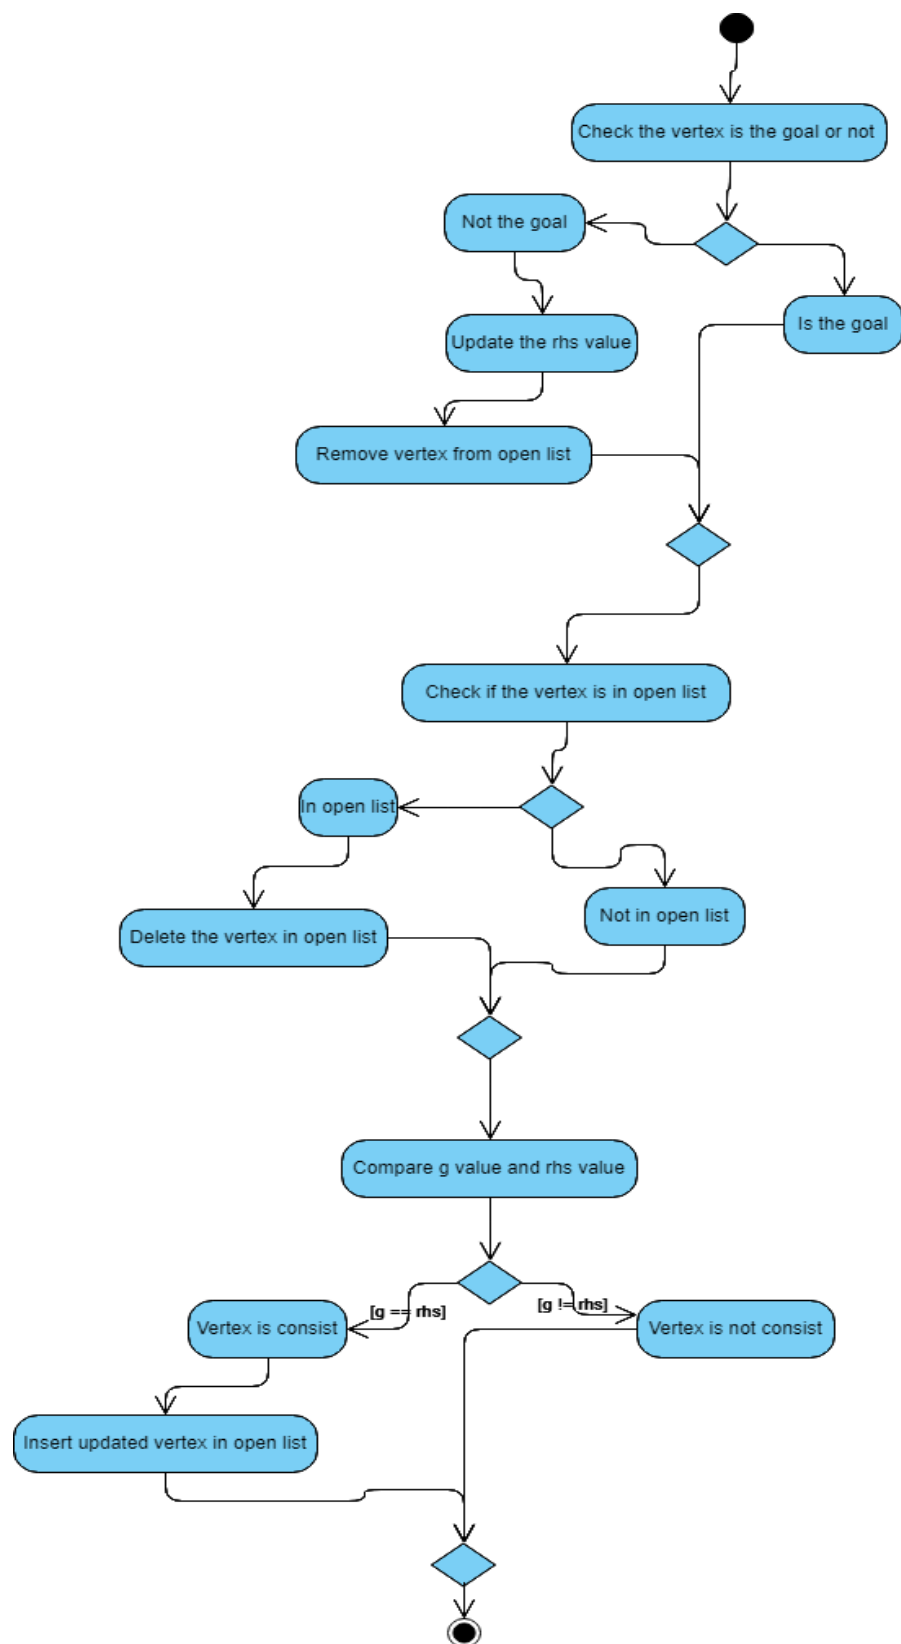 Check the vertex is the goal or not
Not the goal
Is the goal
Update the rhs value
Remove vertex from open list
Check if the vertex is in open list
In open list
Not in open list
Delete the vertex in open list
Compare g value and rhs value
[g == rhs]
[g != rhs]
Vertex is consist
Vertex is not consist
Insert updated vertex in open list